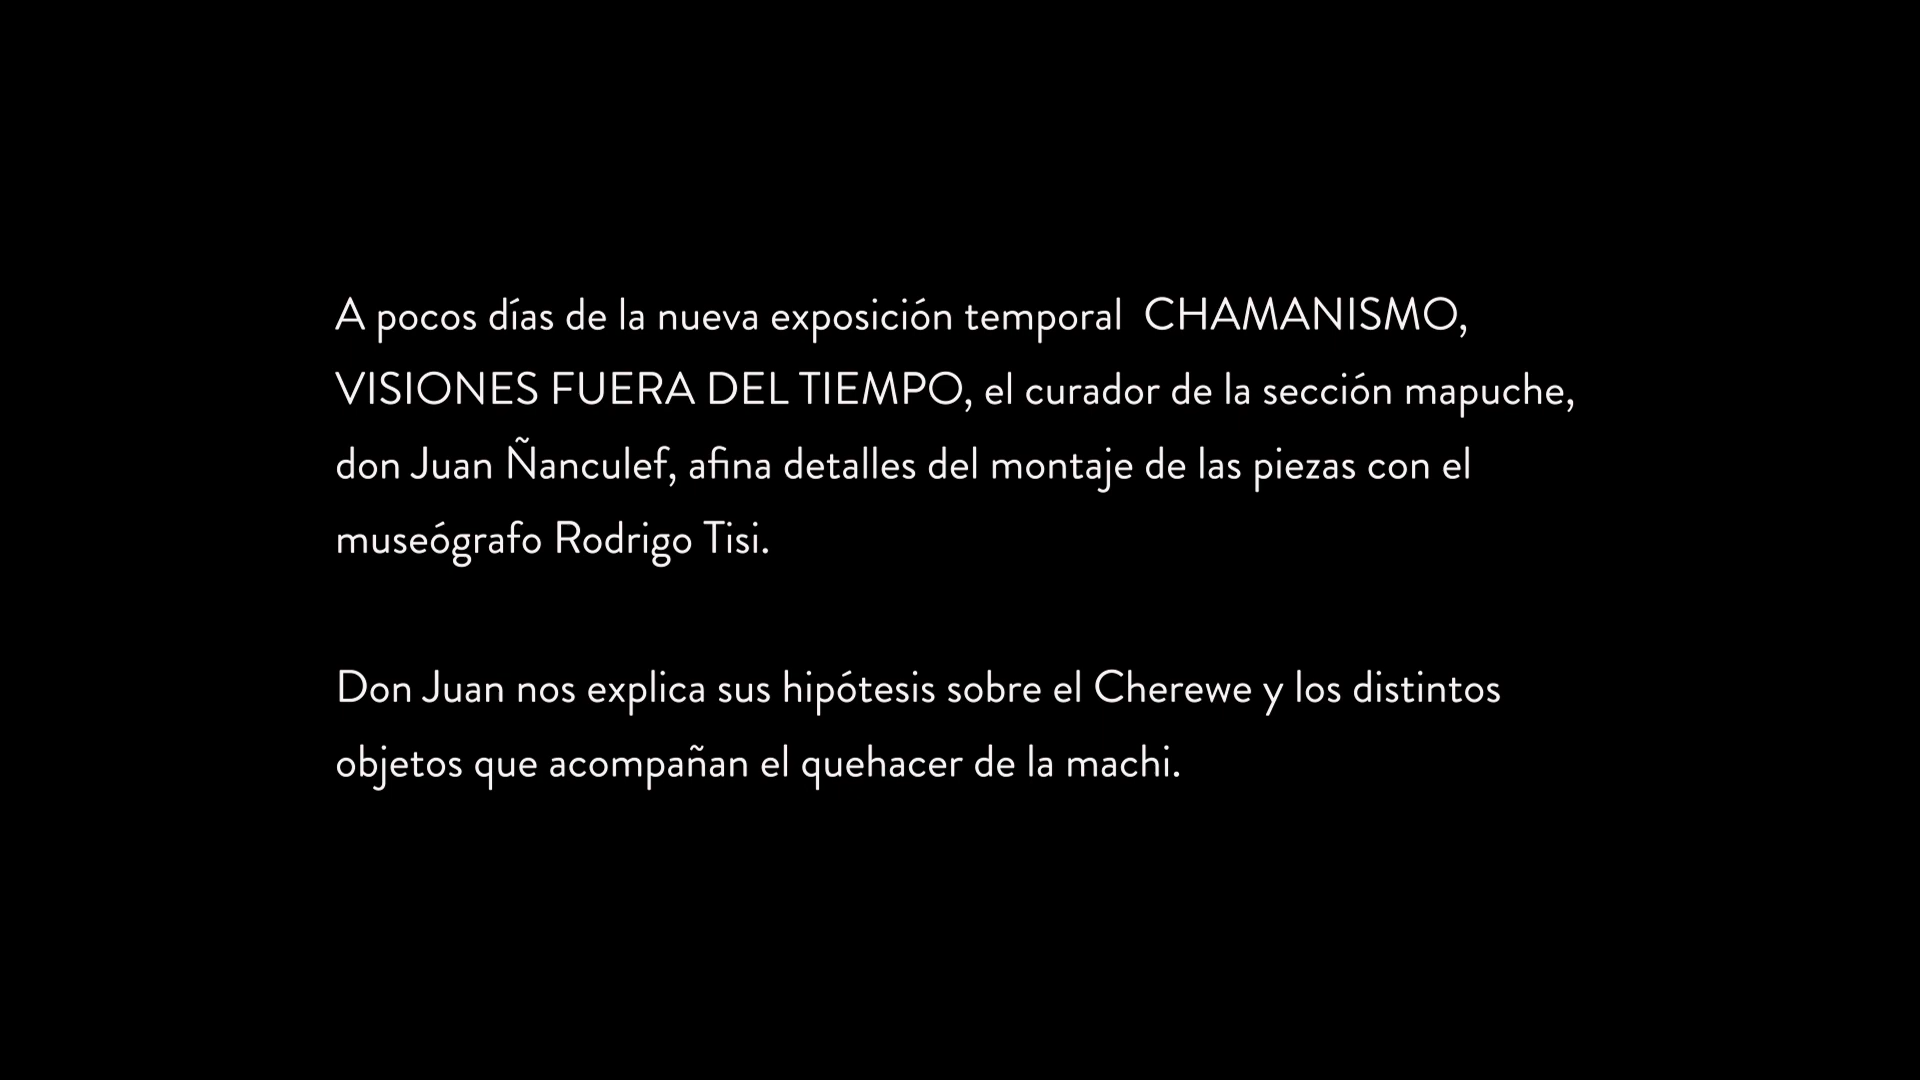 A pocos días de la nueva exposición temporal  CHAMANISMO,
VISIONES FUERA DEL TIEMPO, el curador de la sección mapuche,
don Juan Ñanculef, afina detalles del montaje de las piezas con el
museógrafo Rodrigo Tisi.
Don Juan nos explica sus hipótesis sobre el Cherewe y los distintos
objetos que acompañan el quehacer de la machi.